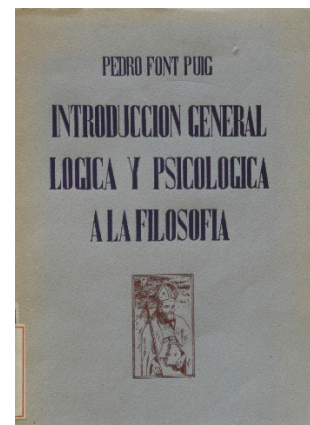 PEDRO FONT PUIG
INTRODUCCION GENERAL
LOGICA Y PSICOLOGICA
A LA FILOSOFIA